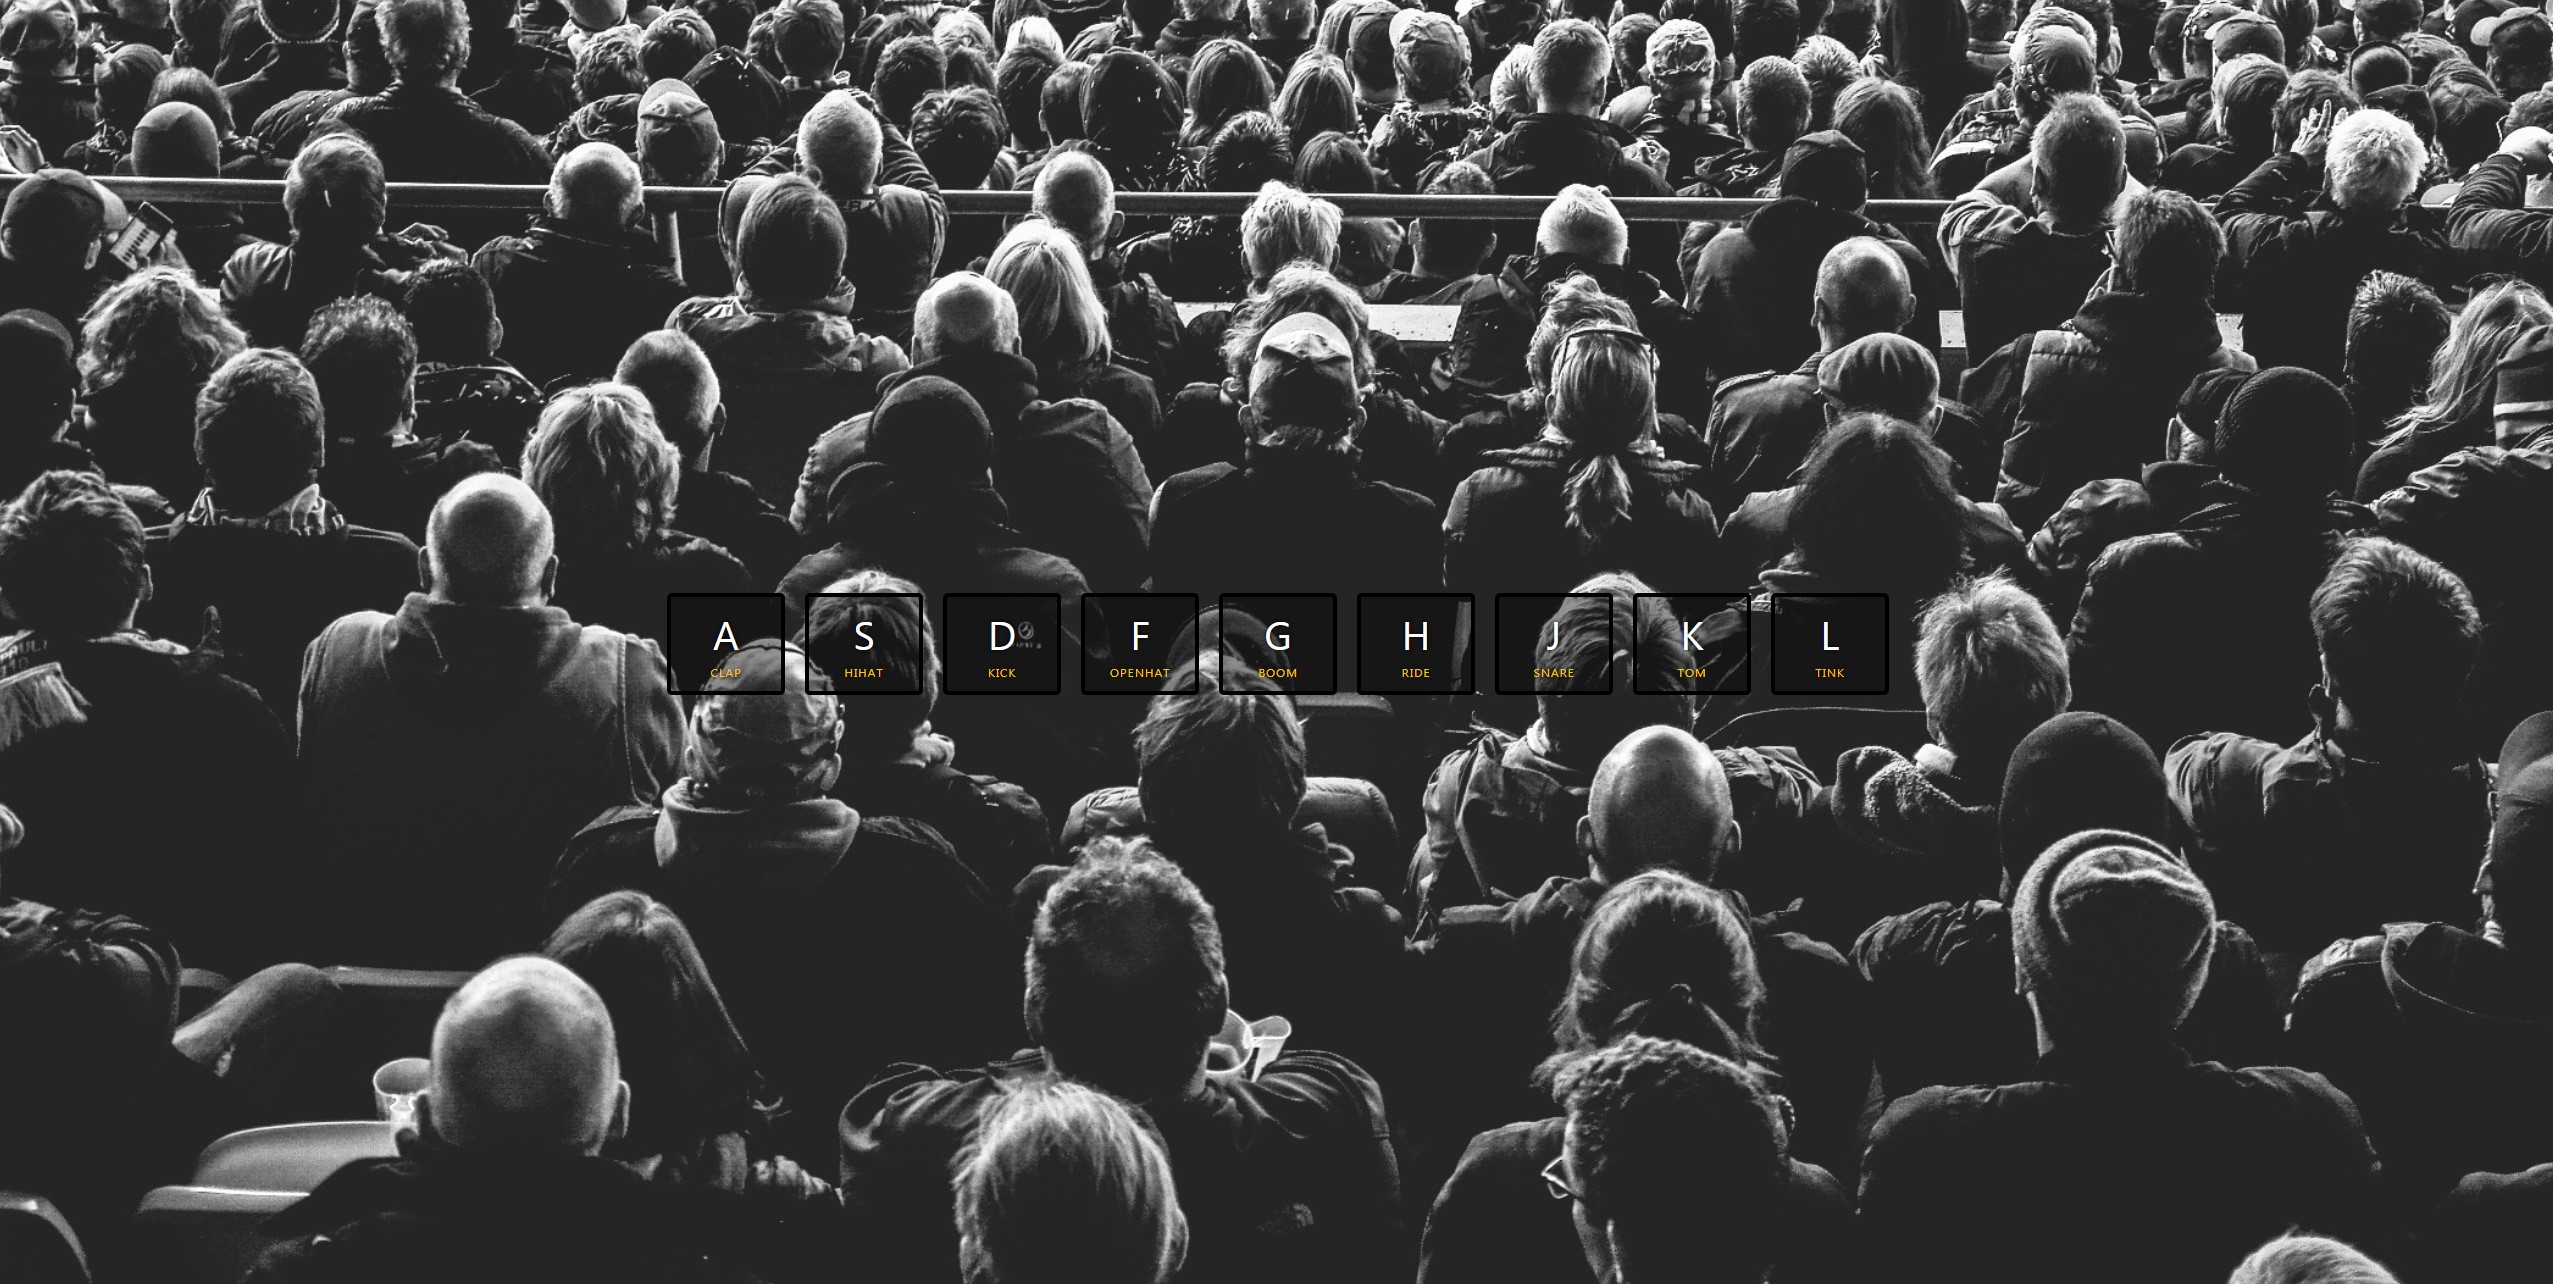 A S D F G H J K L
CLAP HIHAT KICK OPENHAT BOOM RIDE SNARE TOM TINK